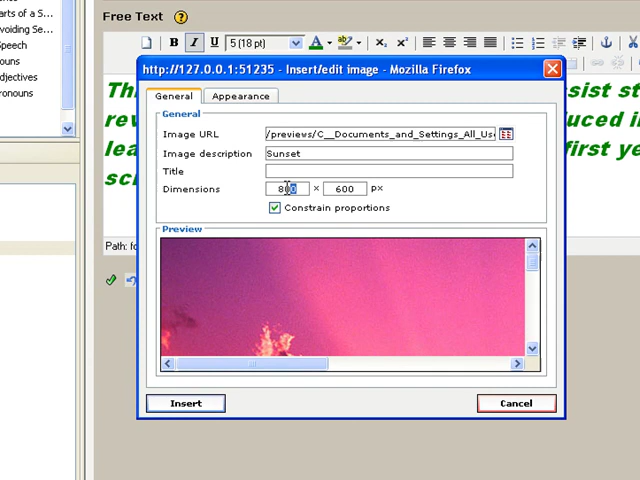 arts of a S...
voiding Se...
Speech
ouns
djectives
ronouns
Free Text ?
B I U 5 (18 pt) A ab
http://127.0.0.1:51235 - Insert/edit image - Mozilla Firefox
General Appearance
General
Image URL /previews/C__Documents_and_Settings_All_Us
Image description Sunset
Title
Dimensions 800 x 600 px
Constrain proportions
Preview
Insert Cancel
Th sist st
rev uced i
lea first ye
sc
Path: fo